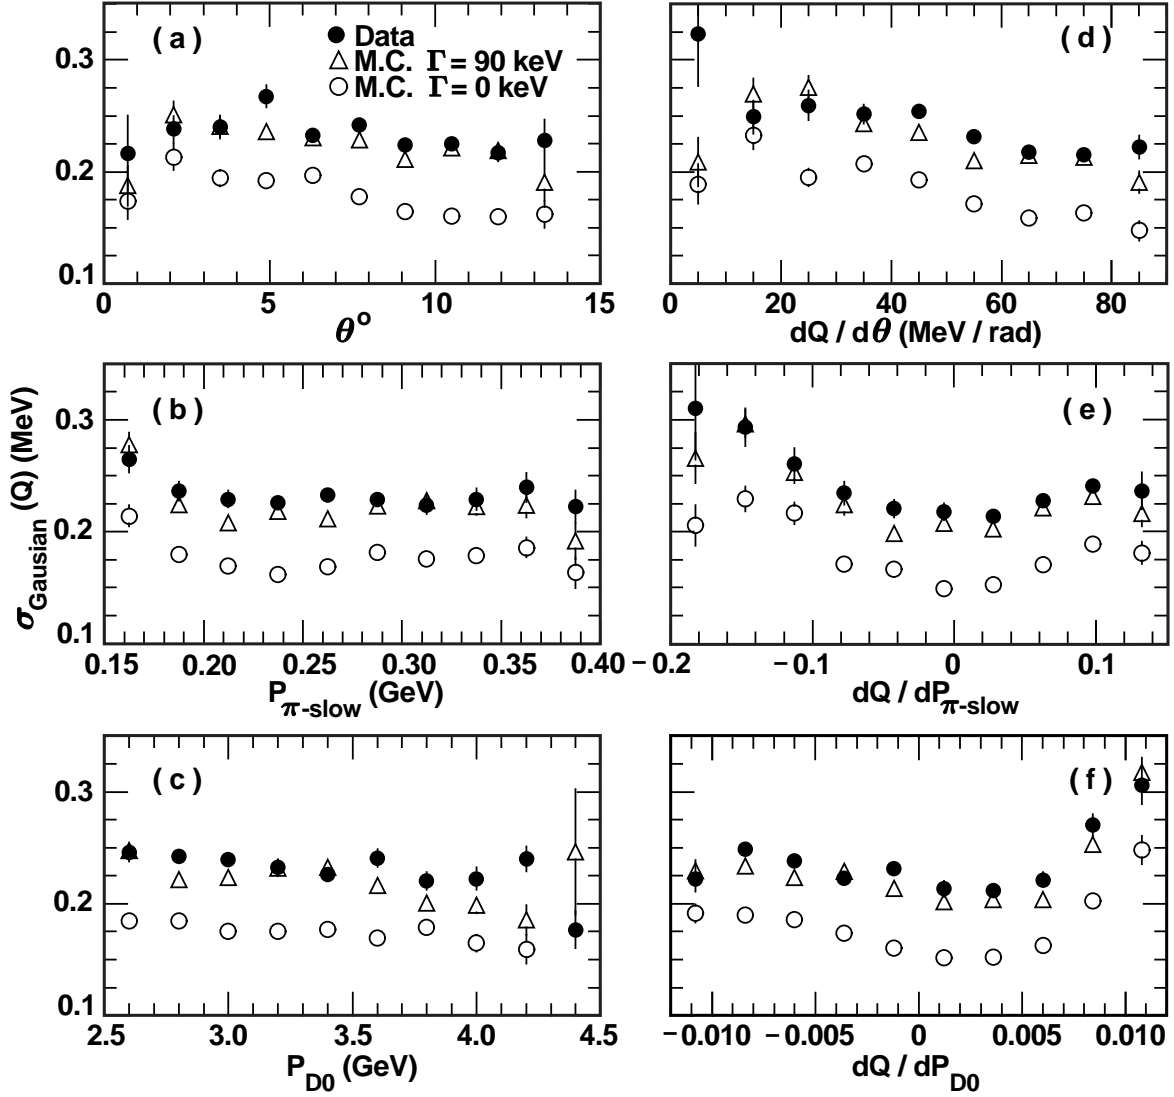 ( a )
Data
M.C. Γ = 90 keV
M.C. Γ = 0 keV
0.3
0.2
0.1
0 5 10 15
θ°
( d )
0 20 40 60 80
dQ / dθ (MeV / rad)
σGausian (Q) (MeV)
( b )
0.3
0.2
0.1
0.15 0.20 0.25 0.30 0.35 0.40
Pπ-slow (GeV)
( e )
−0.2 −0.1 0 0.1
dQ / dPπ-slow
( c )
0.3
0.2
0.1
2.5 3.0 3.5 4.0 4.5
PD0 (GeV)
( f )
−0.010 −0.005 0 0.005 0.010
dQ / dPD0